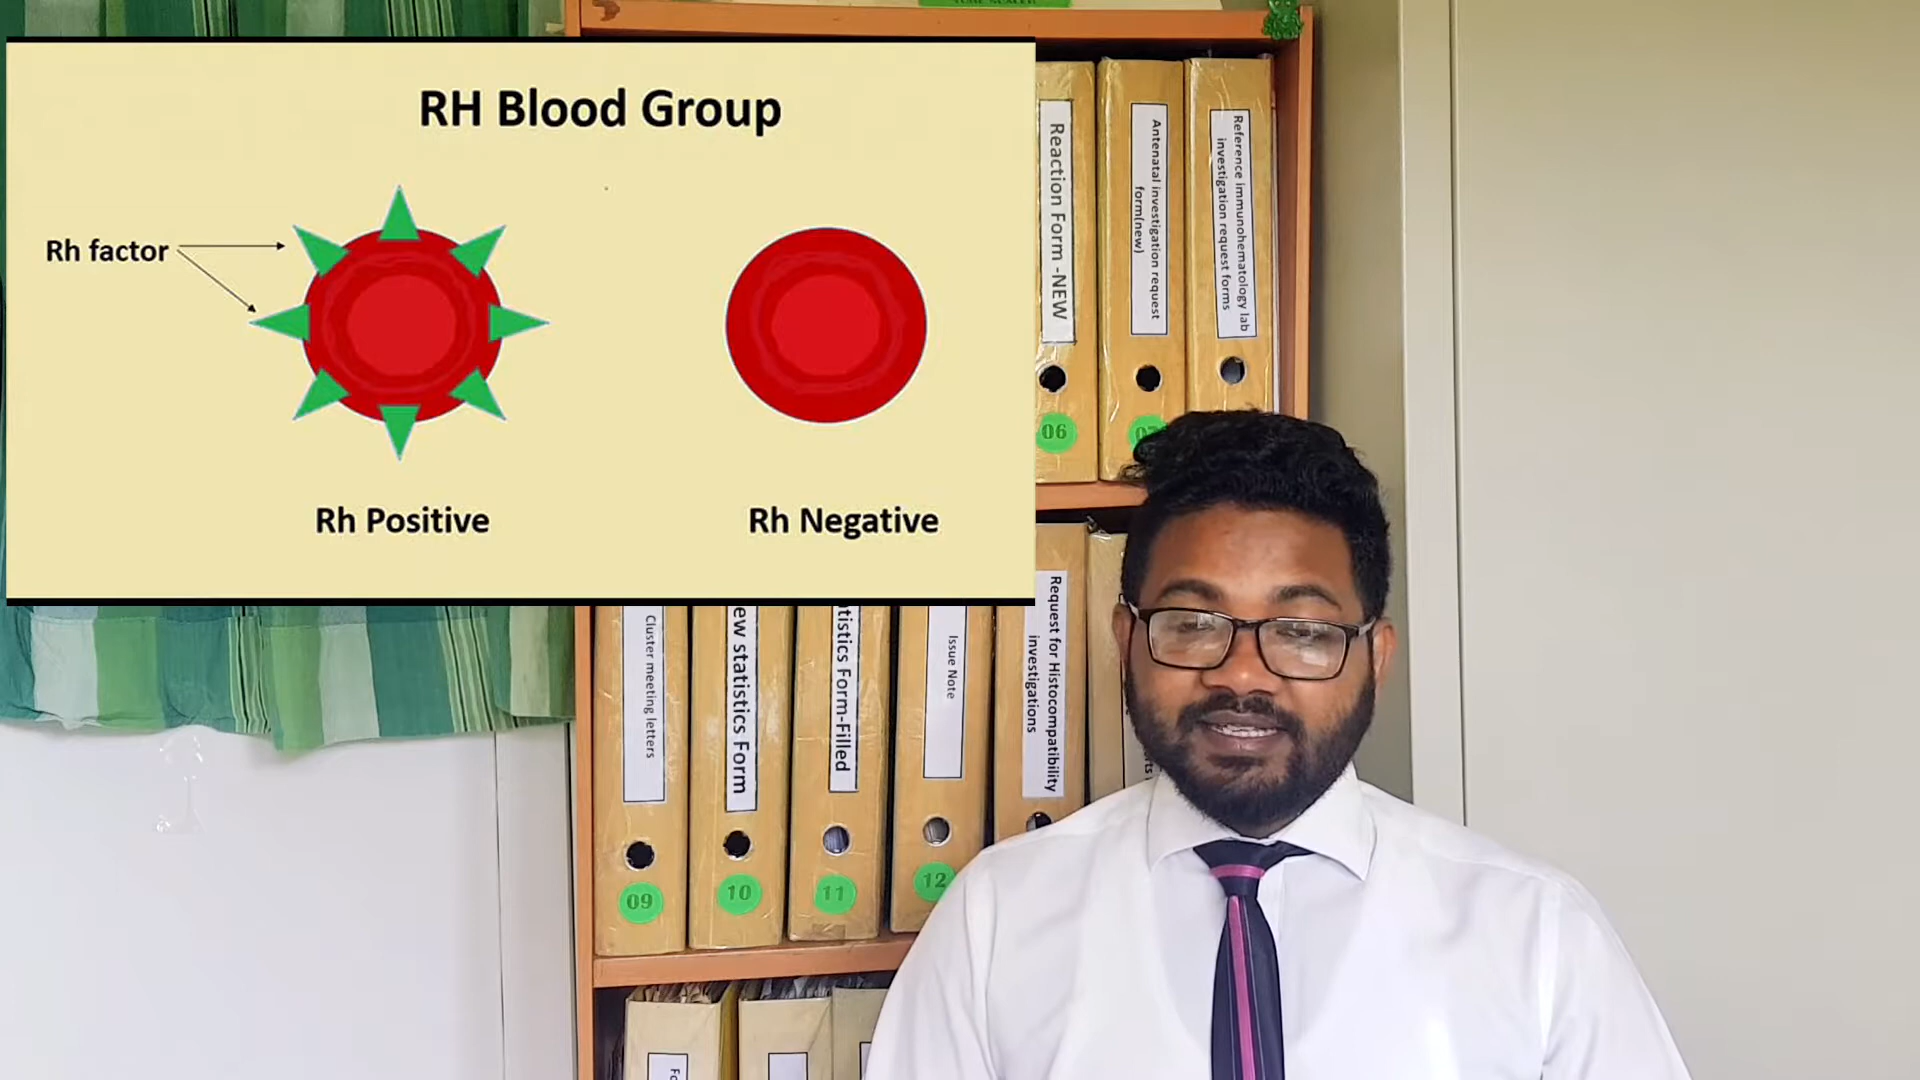 RH Blood Group
Rh factor
Rh Positive
Rh Negative
Reaction Form -NEW
Antenatal investigation request
form(new)
Reference immunohematology lab
investigation request forms
06
Cluster meeting letters
ew statistics Form
tistics Form-Filled
Issue Note
Request for Histocompatibility
investigations
09
10
11
12